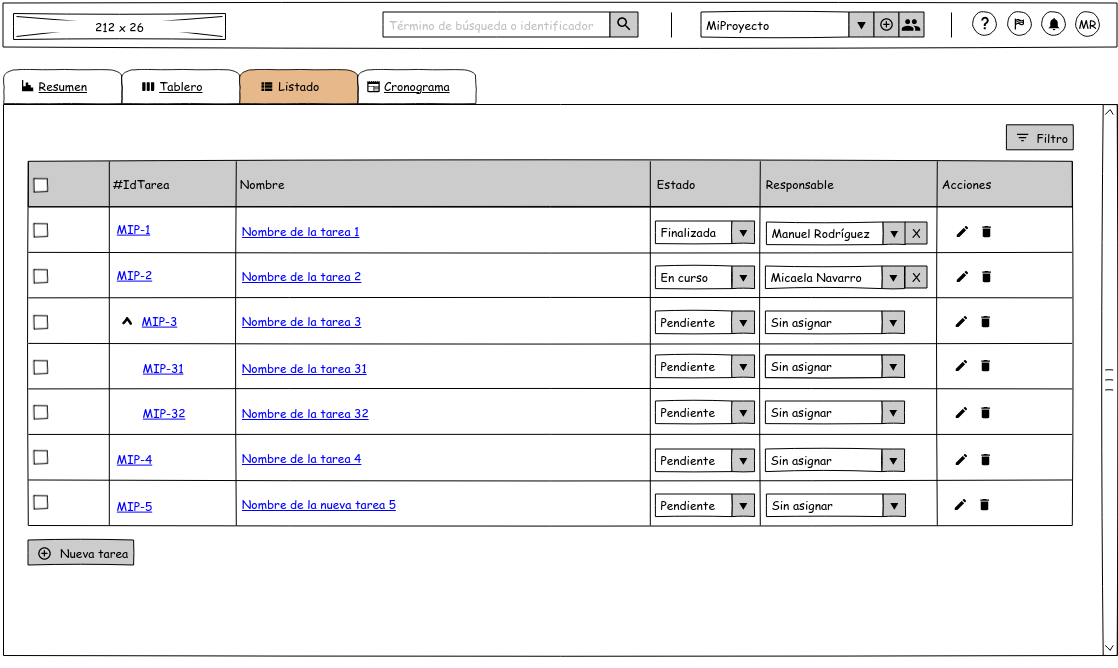 212 x 26
Término de búsqueda o identificador
MiProyecto
?
MR
Resumen
Tablero
Listado
Cronograma
Filtro
#IdTarea Nombre Estado Responsable Acciones
MIP-1 Nombre de la tarea 1 Finalizada Manuel Rodríguez X
MIP-2 Nombre de la tarea 2 En curso Micaela Navarro X
MIP-3 Nombre de la tarea 3 Pendiente Sin asignar
MIP-31 Nombre de la tarea 31 Pendiente Sin asignar
MIP-32 Nombre de la tarea 32 Pendiente Sin asignar
MIP-4 Nombre de la tarea 4 Pendiente Sin asignar
MIP-5 Nombre de la nueva tarea 5 Pendiente Sin asignar
Nueva tarea